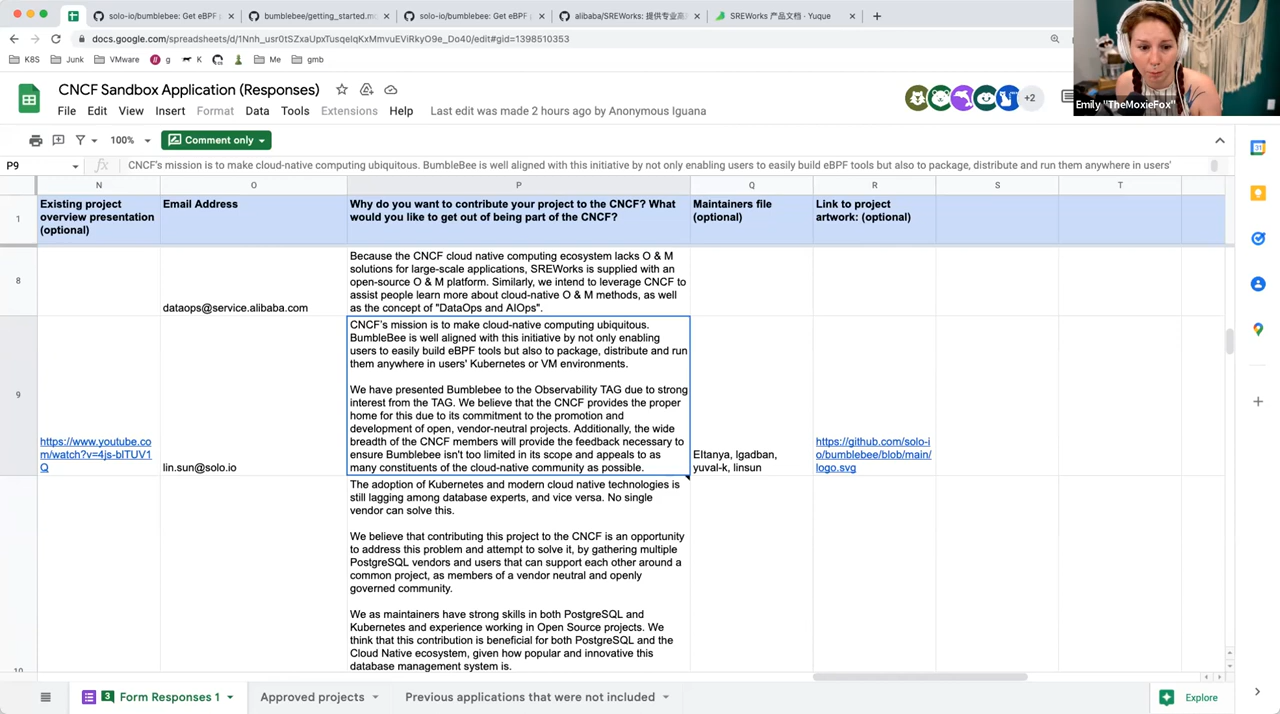 solo-io/bumblebee: Get eBPF
bumblebee/getting_started.m
solo-io/bumblebee: Get eBPF
alibaba/SREWorks: 提供专业
SREWorks 产品文档 · Yuque
docs.google.com/spreadsheets/d/1Nnh_usr0tSZxaUpxTusqelqKxMmvuEViRkyO9e_Do40/edit#gid=1398510353
K8S
Junk
VMware
g
K
Me
gmb
CNCF Sandbox Application (Responses)
File Edit View Insert Format Data Tools Extensions Help Last edit was made 2 hours ago by Anonymous Iguana
+2
Emily "TheMoxieFox"
100%
Comment only
P9
fx
CNCF's mission is to make cloud-native computing ubiquitous. BumbleBee is well aligned with this initiative by not only enabling users to easily build eBPF tools but also to package, distribute and run them anywhere in users'
N O P Q R S T
1
Existing project
overview presentation
(optional)
Email Address
Why do you want to contribute your project to the CNCF? What
would you like to get out of being part of the CNCF?
Maintainers file
(optional)
Link to project
artwork: (optional)
8
dataops@service.alibaba.com
Because the CNCF cloud native computing ecosystem lacks O & M
solutions for large-scale applications, SREWorks is supplied with an
open-source O & M platform. Similarly, we intend to leverage CNCF to
assist people learn more about cloud-native O & M methods, as well
as the concept of "DataOps and AIOps".
9
https://www.youtube.co
m/watch?v=4js-bITUV1
Q
lin.sun@solo.io
CNCF's mission is to make cloud-native computing ubiquitous.
BumbleBee is well aligned with this initiative by not only enabling
users to easily build eBPF tools but also to package, distribute and run
them anywhere in users' Kubernetes or VM environments.
We have presented Bumblebee to the Observability TAG due to strong
interest from the TAG. We believe that the CNCF provides the proper
home for this due to its commitment to the promotion and
development of open, vendor-neutral projects. Additionally, the wide
breadth of the CNCF members will provide the feedback necessary to
ensure Bumblebee isn't too limited in its scope and appeals to as
many constituents of the cloud-native community as possible.
EItanya, lgadban,
yuval-k, linsun
https://github.com/solo-i
o/bumblebee/blob/main/
logo.svg
10
The adoption of Kubernetes and modern cloud native technologies is
still lagging among database experts, and vice versa. No single
vendor can solve this.
We believe that contributing this project to the CNCF is an opportunity
to address this problem and attempt to solve it, by gathering multiple
PostgreSQL vendors and users that can support each other around a
common project, as members of a vendor neutral and openly
governed community.
We as maintainers have strong skills in both PostgreSQL and
Kubernetes and experience working in Open Source projects. We
think that this contribution is beneficial for both PostgreSQL and the
Cloud Native ecosystem, given how popular and innovative this
database management system is.
3 Form Responses 1
Approved projects
Previous applications that were not included
Explore